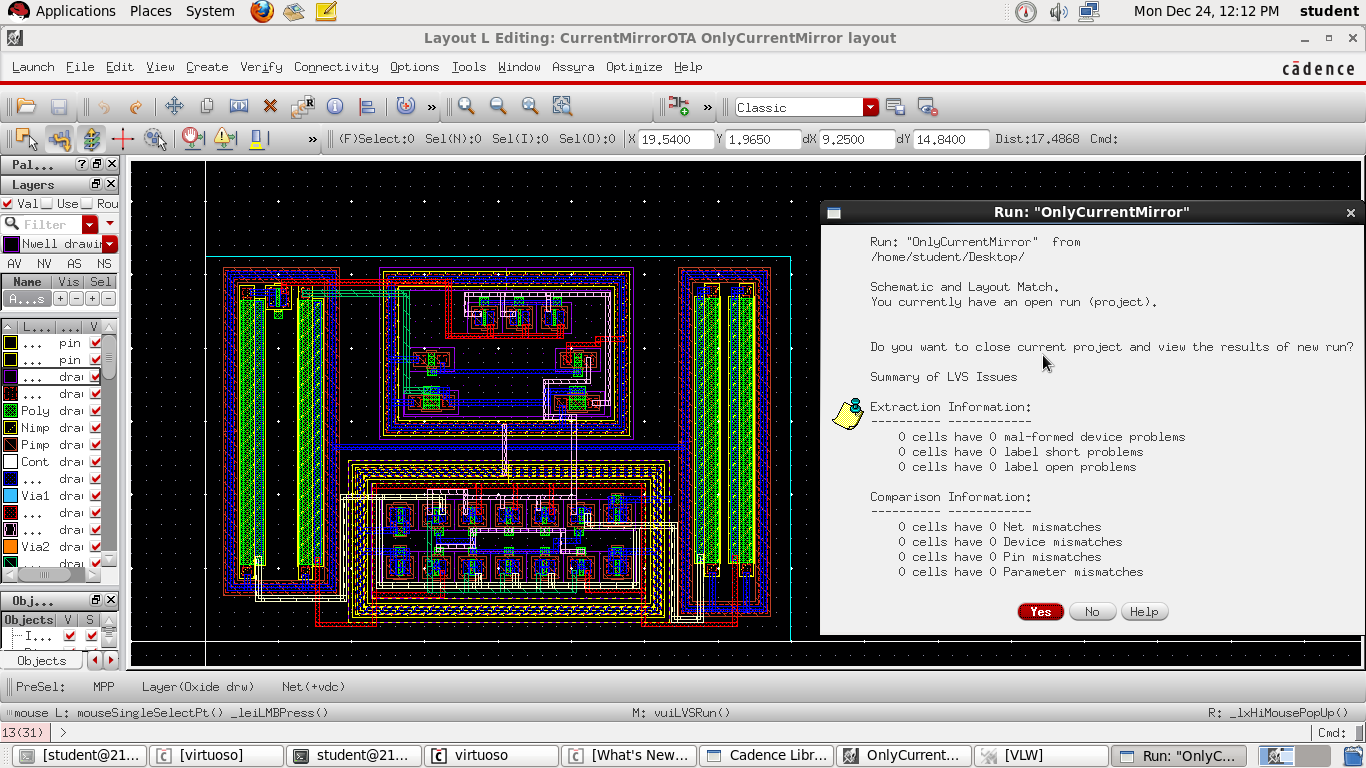 Applications Places System Mon Dec 24, 12:12 PM student
Layout L Editing: CurrentMirrorOTA OnlyCurrentMirror layout
Launch File Edit View Create Verify Connectivity Options Tools Window Assura Optimize Help cādence
» R » Classic
» (F)Select:0 Sel(N):0 Sel(I):0 Sel(O):0 X 19.5400 Y 1.9650 dX 9.2500 dY 14.8400 Dist:17.4868 Cmd:
Pal...
Layers
Val Use Rou
Filter
Nwell drawin
AV NV AS NS
Name Vis Sel
A...s
L... ... V
... pin
... pin
... dra
... dra
Poly dra
Nimp dra
Pimp dra
Cont dra
... dra
Via1 dra
... dra
... dra
Via2 dra
... dra
Obj...
Objects V S
I...
Objects
Run: "OnlyCurrentMirror"
Run: "OnlyCurrentMirror" from
/home/student/Desktop/
Schematic and Layout Match.
You currently have an open run (project).
Do you want to close current project and view the results of new run?
Summary of LVS Issues
Extraction Information:
0 cells have 0 mal-formed device problems
0 cells have 0 label short problems
0 cells have 0 label open problems
Comparison Information:
0 cells have 0 Net mismatches
0 cells have 0 Device mismatches
0 cells have 0 Pin mismatches
0 cells have 0 Parameter mismatches
Yes No Help
PreSel: MPP Layer(Oxide drw) Net(+vdc)
mouse L: mouseSingleSelectPt() _leiLMBPress() M: vuiLVSRun() R: _lxHiMousePopUp()
13(31) > Cmd:
[student@21... [virtuoso] student@21... virtuoso [What's New... Cadence Libr... OnlyCurrent... [VLW] Run: "OnlyC...